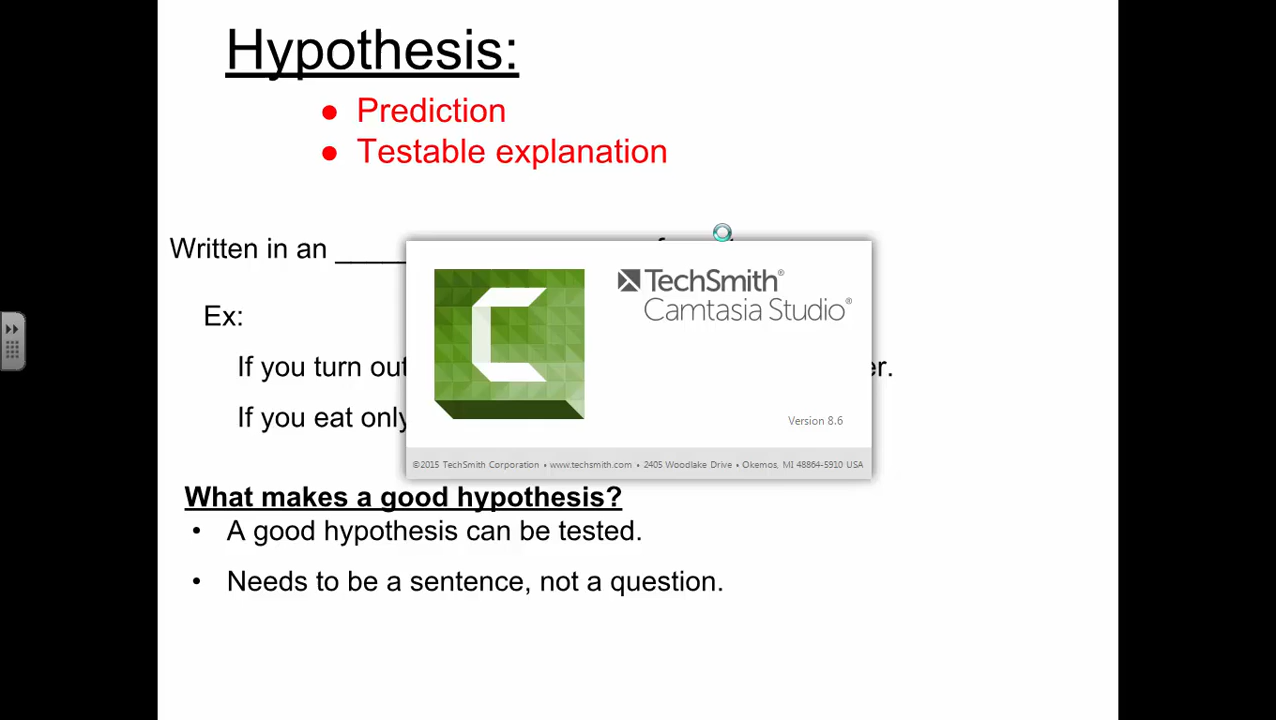 Hypothesis:
● Prediction
● Testable explanation
Written in an
TechSmith®
Camtasia Studio®
Ex:
If you turn out
er.
If you eat only
Version 8.6
©2015 TechSmith Corporation • www.techsmith.com • 2405 Woodlake Drive • Okemos, MI 48864-5910 USA
What makes a good hypothesis?
• A good hypothesis can be tested.
• Needs to be a sentence, not a question.